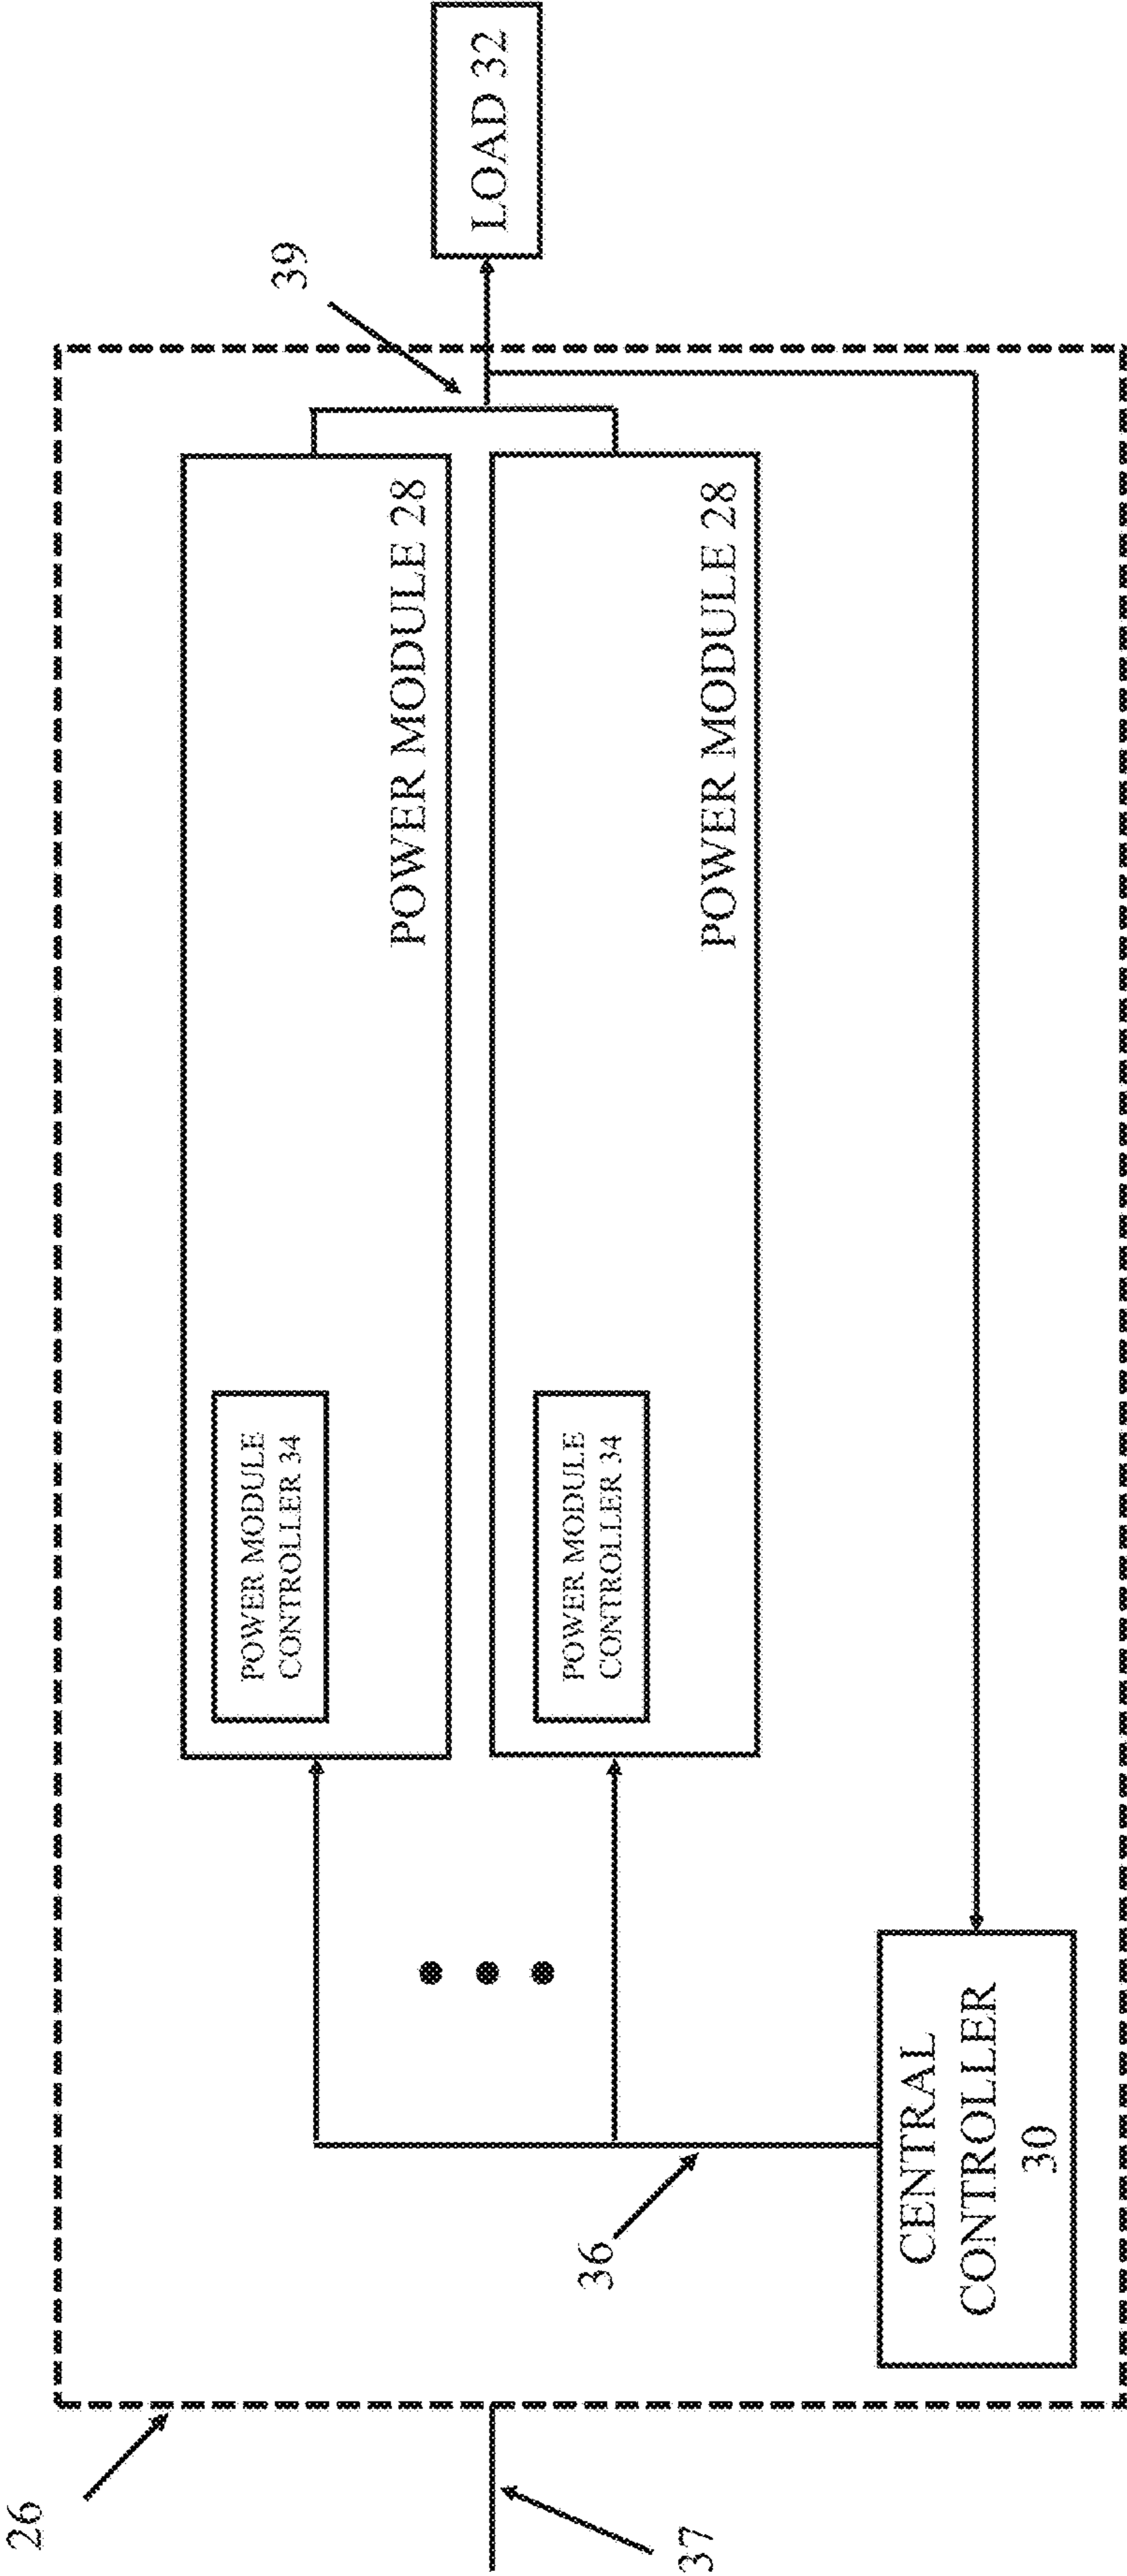 26
37
36
39
POWER MODULE
CONTROLLER 34
POWER MODULE 28
POWER MODULE
CONTROLLER 34
POWER MODULE 28
CENTRAL
CONTROLLER
30
LOAD 32